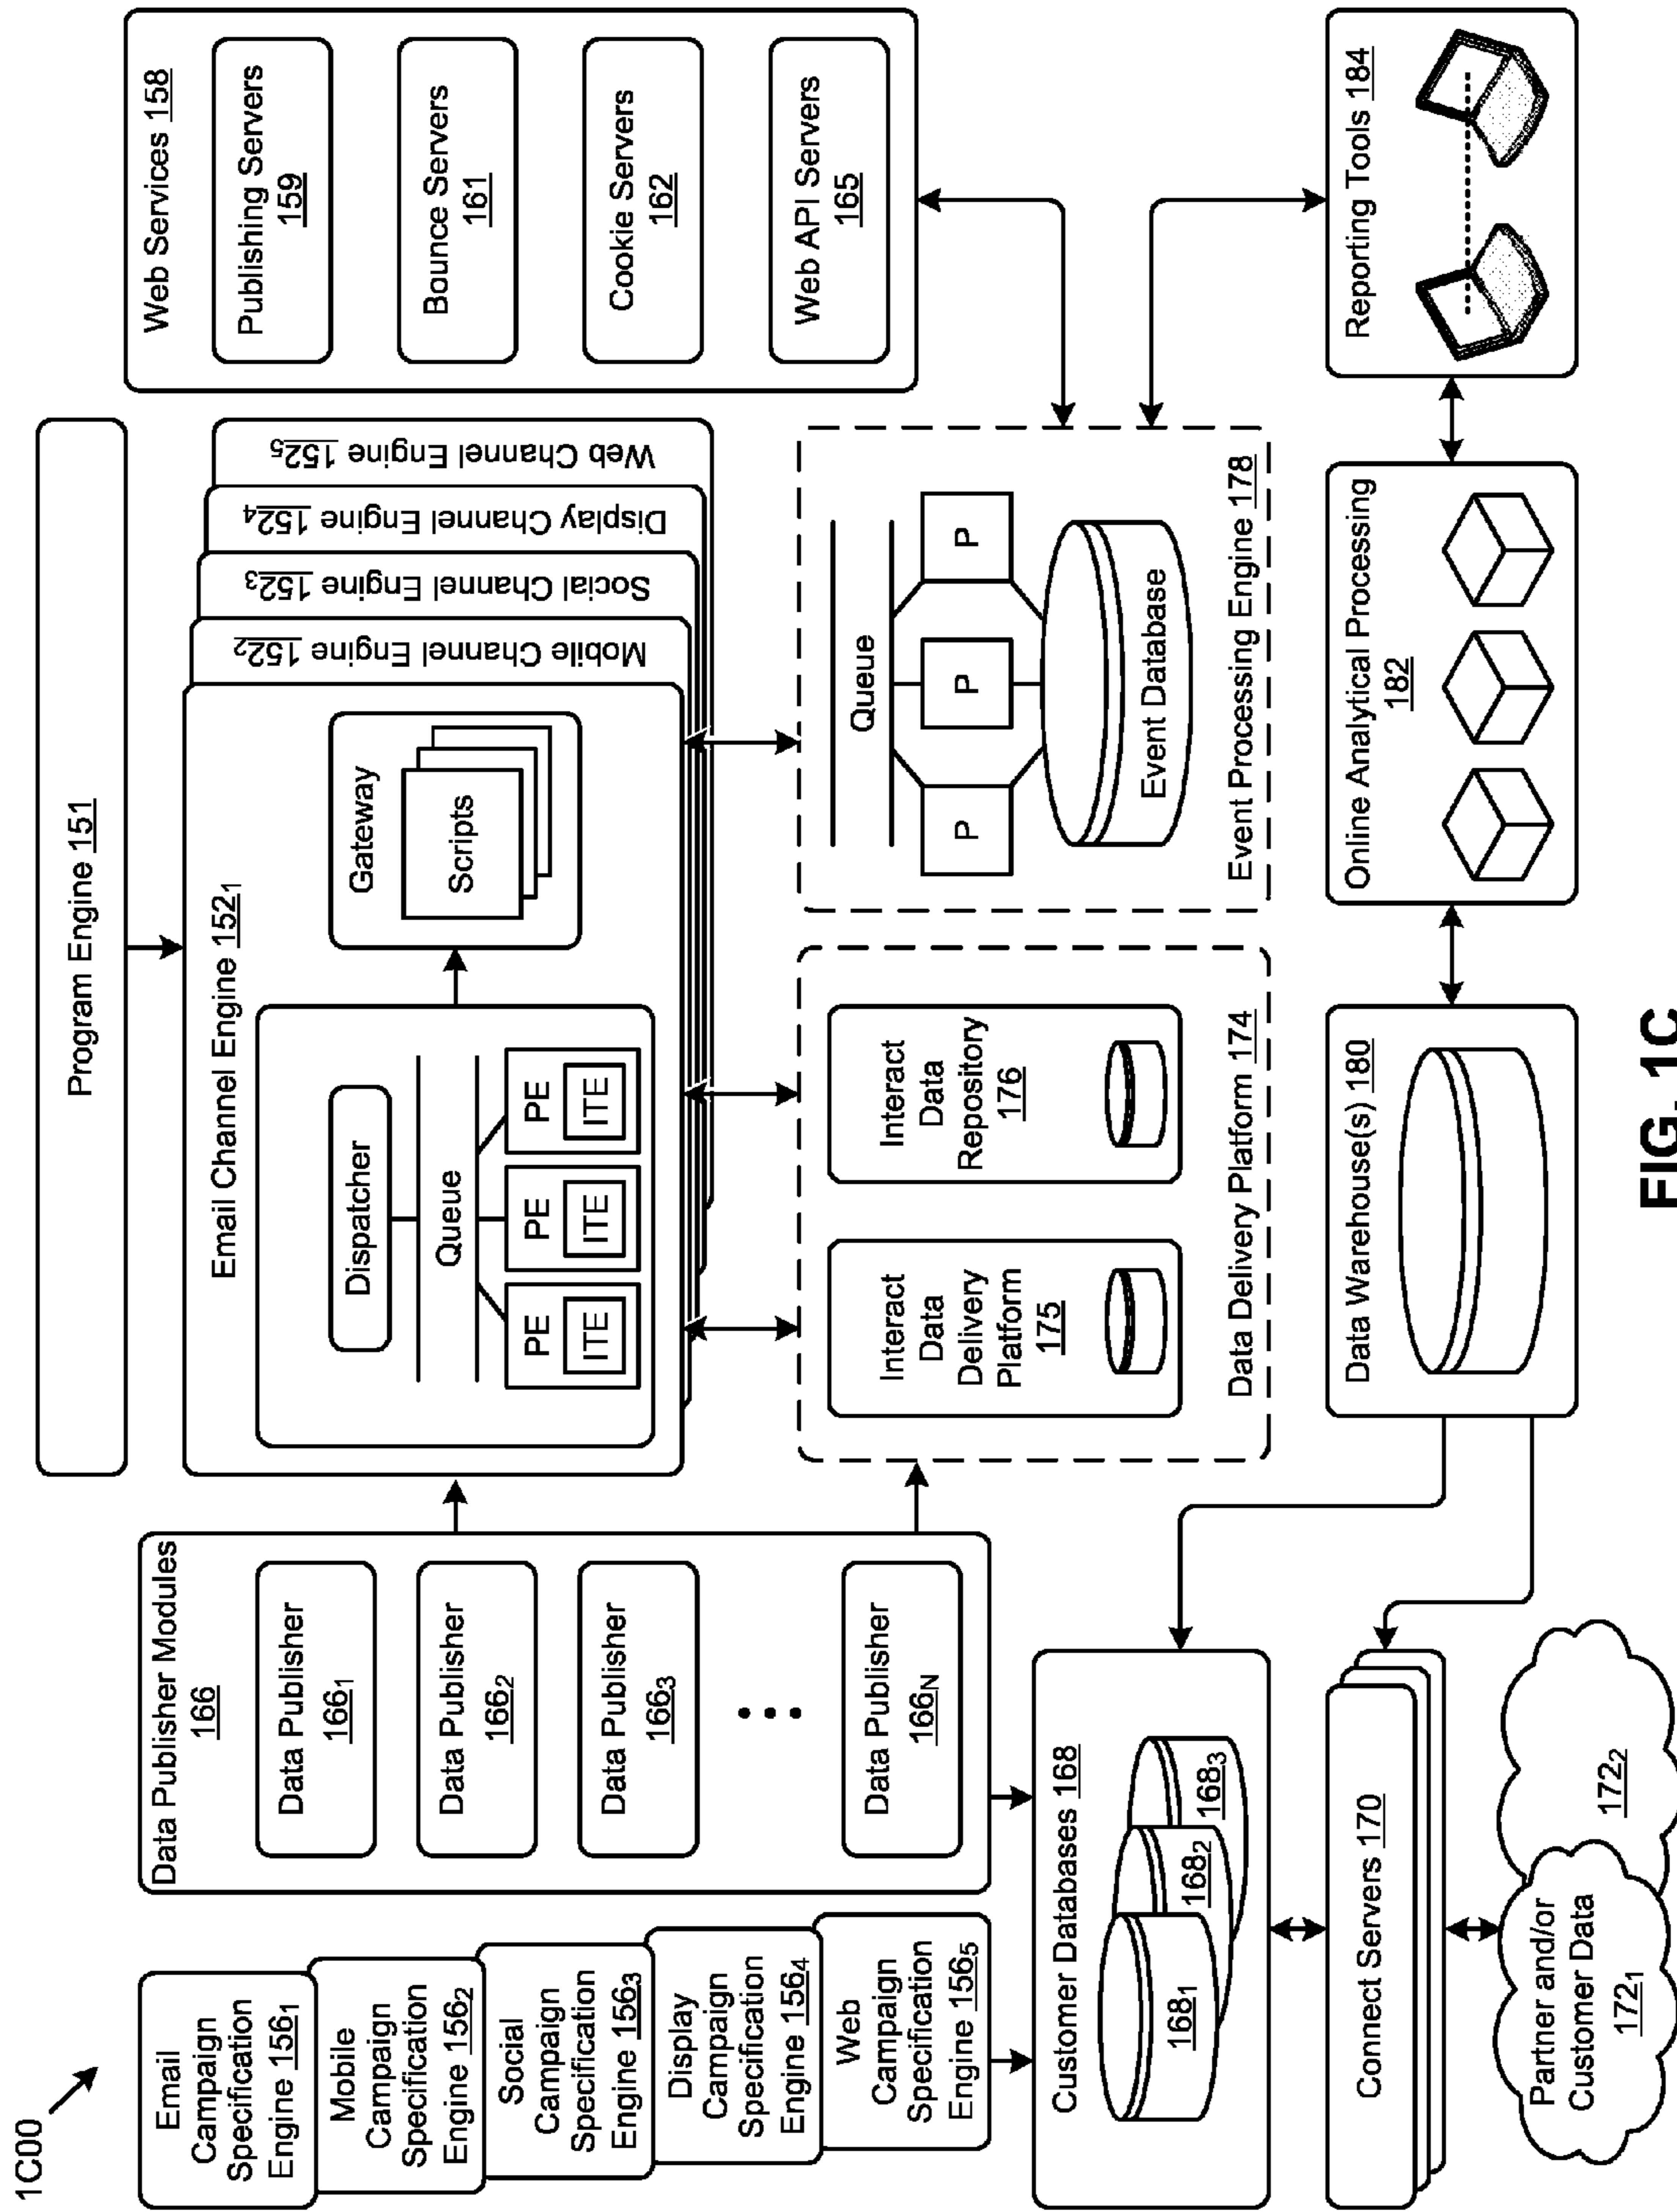 1C00
Program Engine 151
Email
Campaign
Specification
Engine 156₁
Mobile
Campaign
Specification
Engine 156₂
Social
Campaign
Specification
Engine 156₃
Display
Campaign
Specification
Engine 156₄
Web
Campaign
Specification
Engine 156₅
Data Publisher Modules
166
Data Publisher
166₁
Data Publisher
166₂
Data Publisher
166₃
• • •
Data Publisher
166N
Email Channel Engine 152₁
Dispatcher
Queue
PE
ITE
PE
ITE
PE
ITE
Gateway
Scripts
Mobile Channel Engine 152₂
Social Channel Engine 152₃
Display Channel Engine 152₄
Web Channel Engine 152₅
Web Services 158
Publishing Servers
159
Bounce Servers
161
Cookie Servers
162
Web API Servers
165
Customer Databases 168
168₁
168₂
168₃
Interact
Data
Delivery
Platform
175
Interact
Data
Repository
176
Data Delivery Platform 174
Queue
P
P
P
Event Database
Event Processing Engine 178
Connect Servers 170
Partner and/or
Customer Data
172₁
172₂
Data Warehouse(s) 180
Online Analytical Processing
182
Reporting Tools 184
FIG. 1C